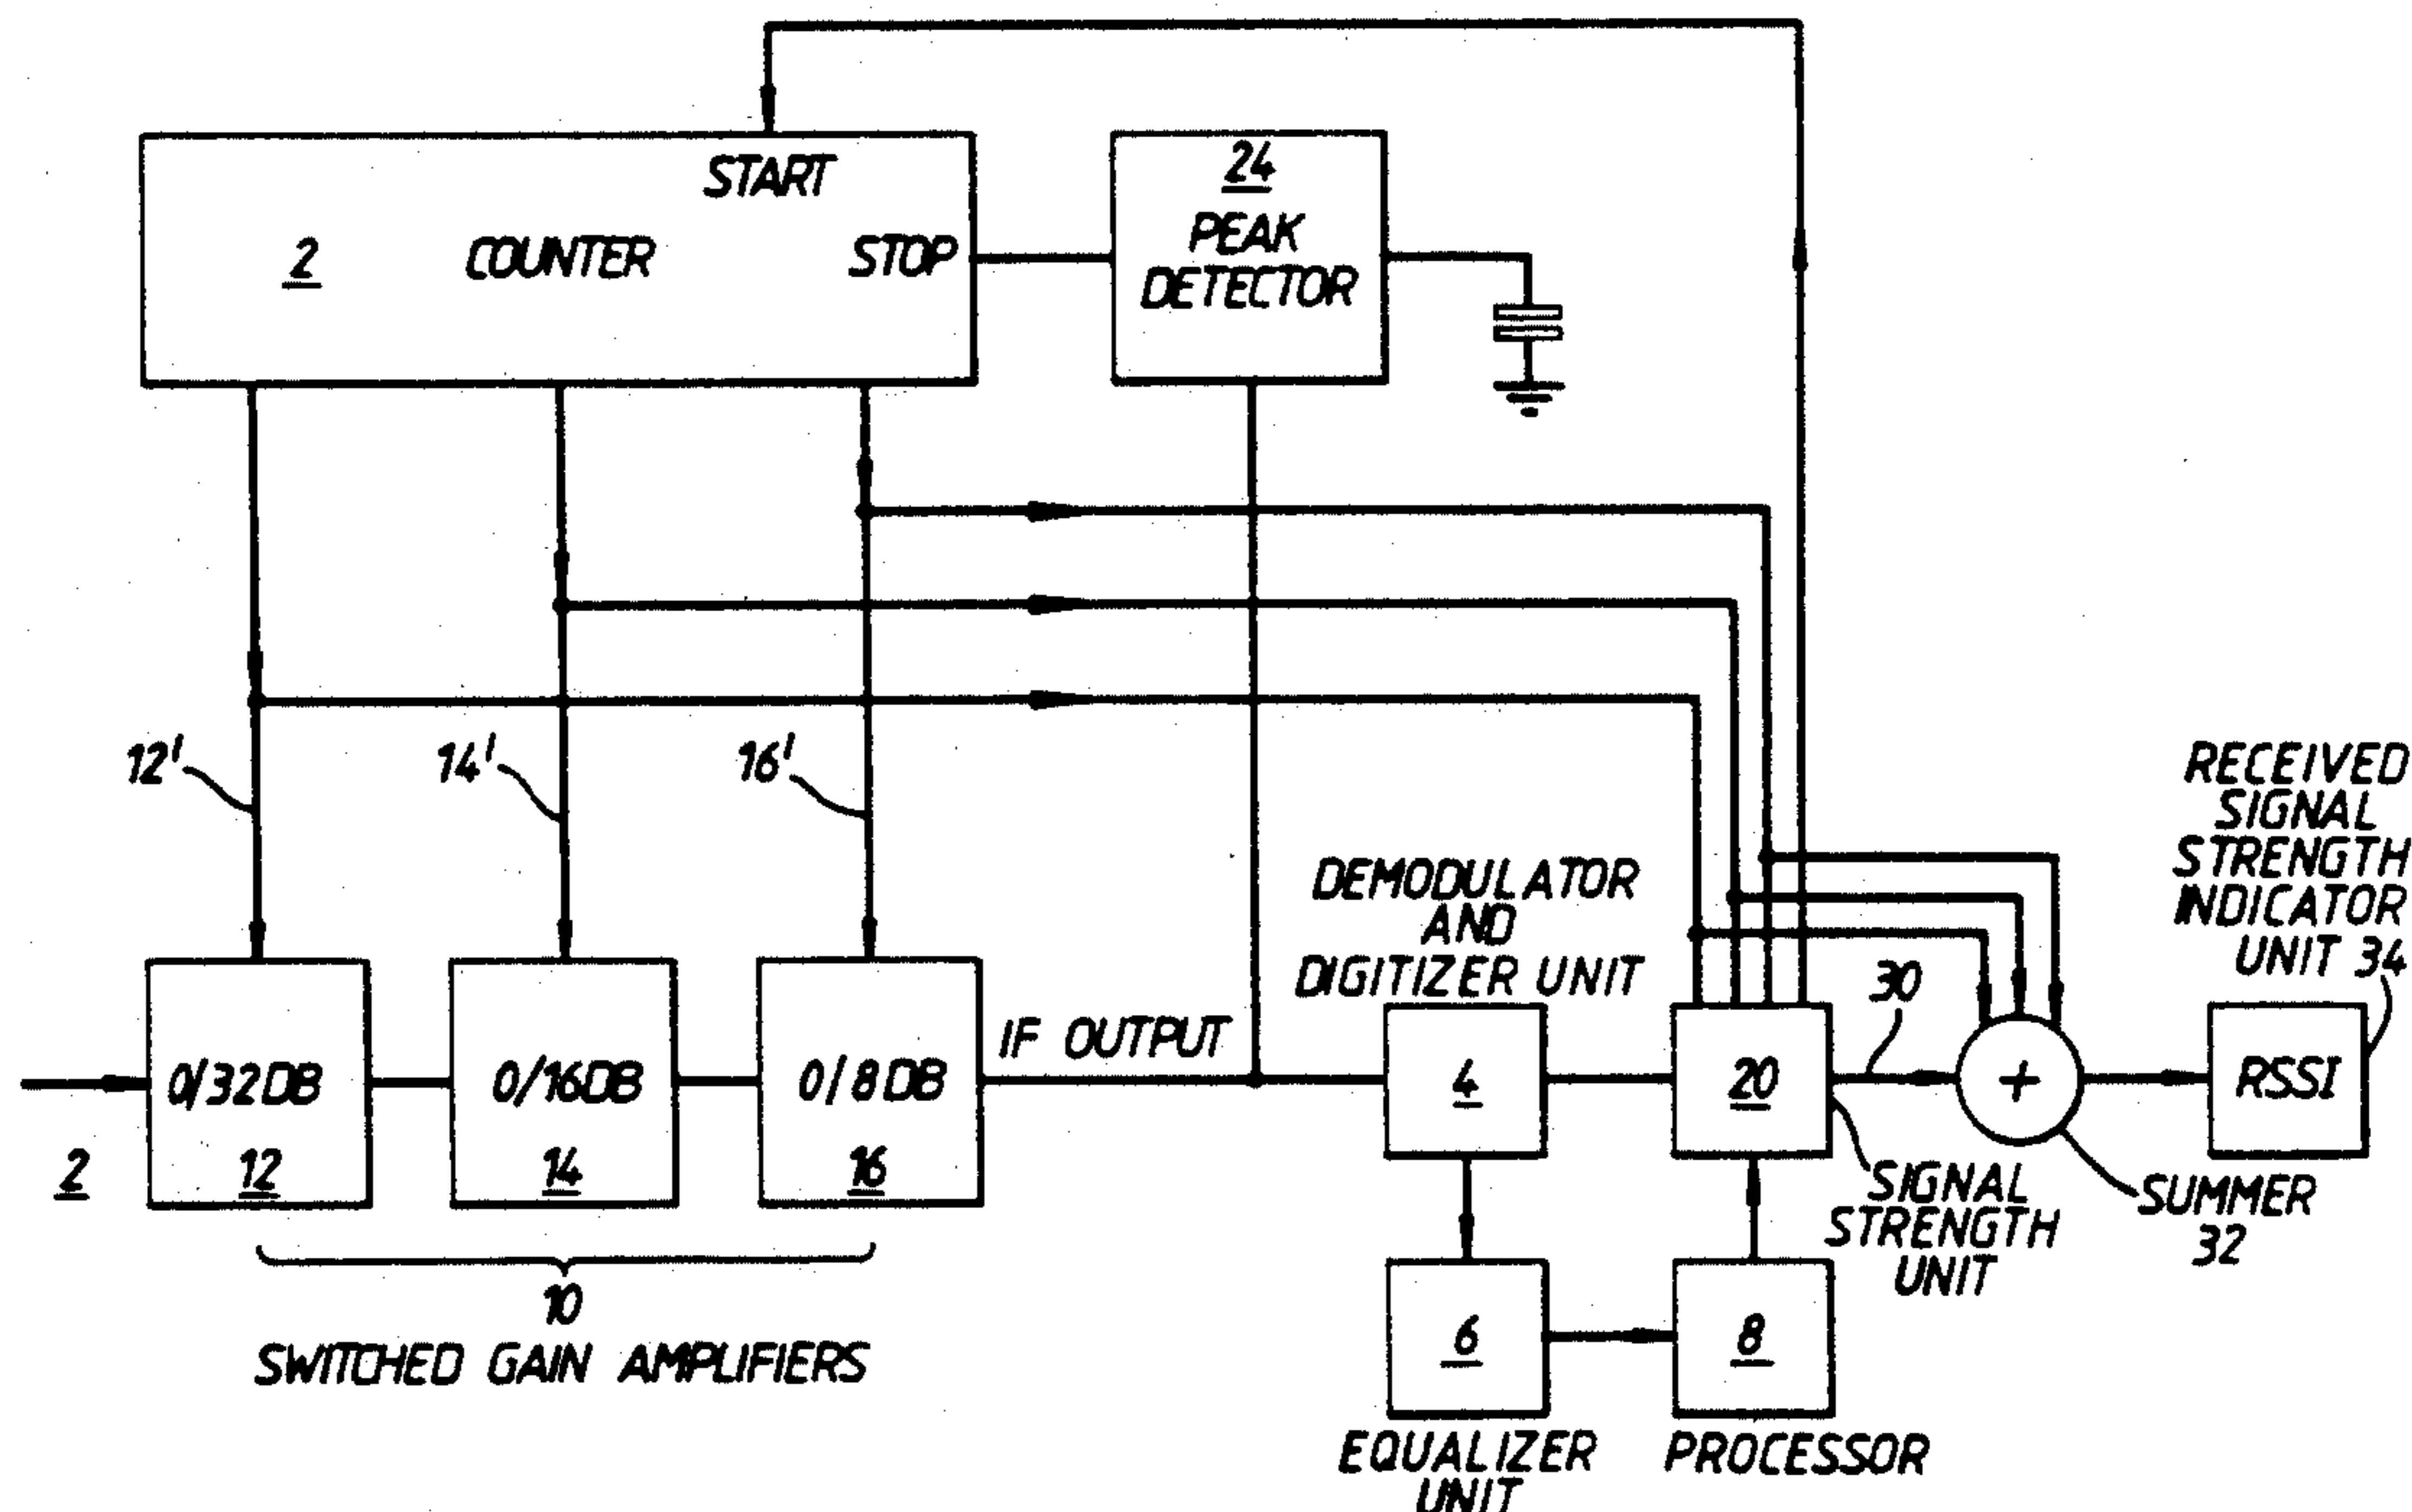 START
2 COUNTER STOP
24
PEAK
DETECTOR
12'
14'
16'
RECEIVED
SIGNAL
STRENGTH
INDICATOR
UNIT 34
DEMODULATOR
AND
DIGITIZER UNIT
30
IF OUTPUT
2
0/32DB
12
0/16DB
14
0/8DB
16
4
20
+
RSSI
SIGNAL
STRENGTH
UNIT
SUMMER
32
10
SWITCHED GAIN AMPLIFIERS
6
8
EQUALIZER
UNIT
PROCESSOR